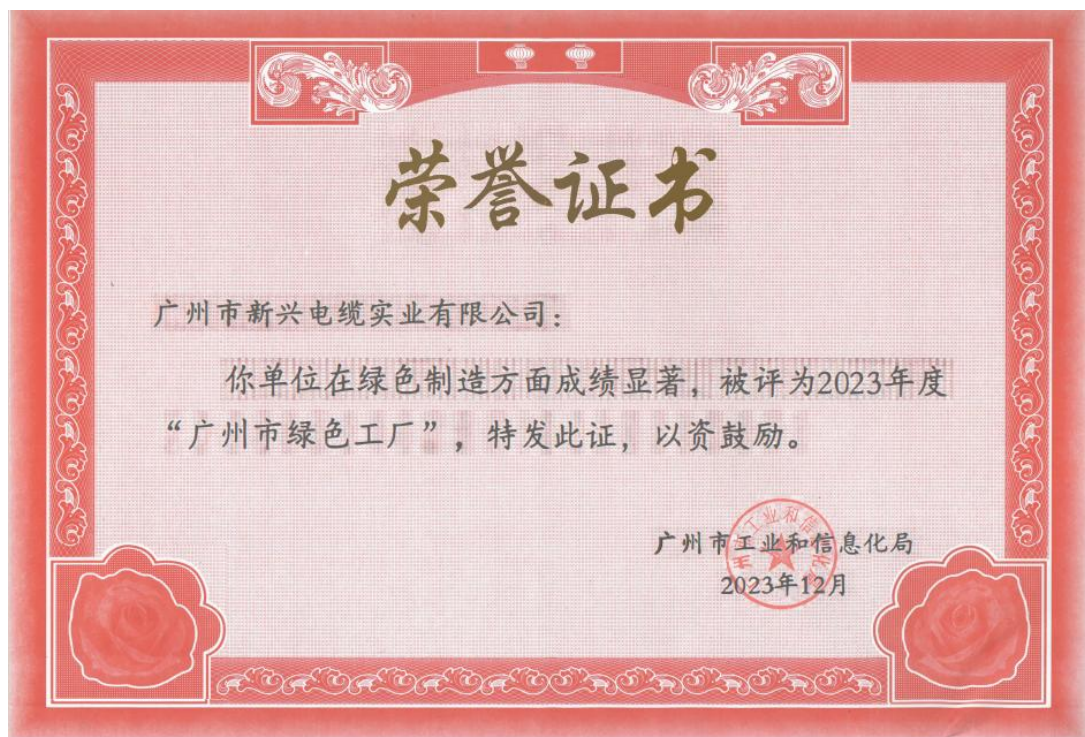 荣誉证书
广州市新兴电缆实业有限公司：
你单位在绿色制造方面成绩显著，被评为2023年度
“广州市绿色工厂”，特发此证，以资鼓励。
广州市工业和信息化局
2023年12月